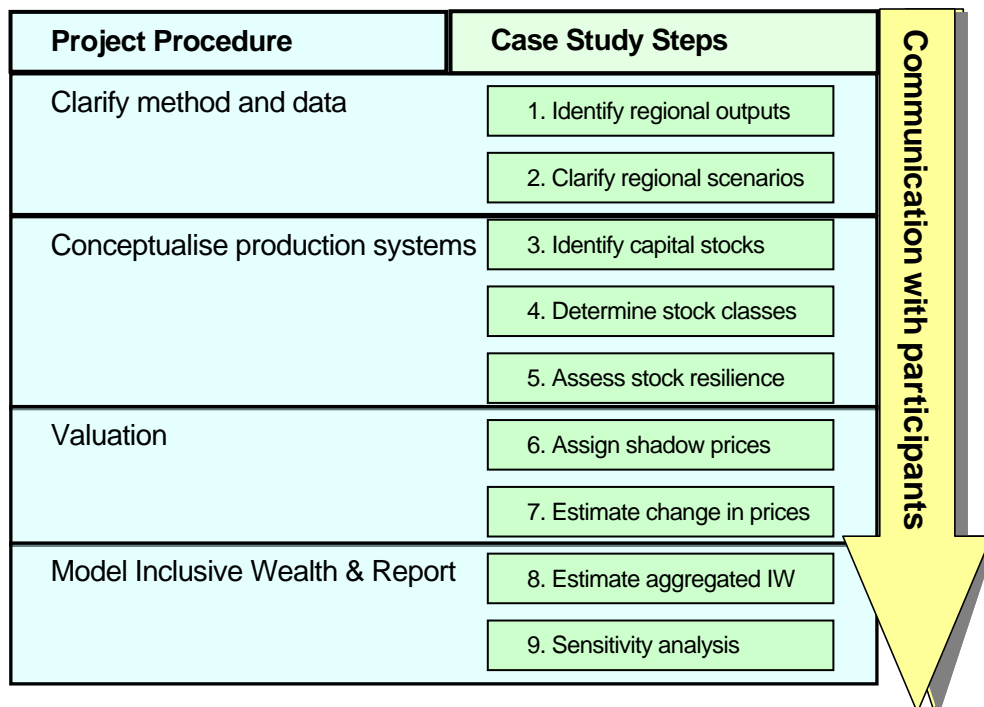 Project Procedure
Case Study Steps
Clarify method and data
1. Identify regional outputs
2. Clarify regional scenarios
Conceptualise production systems
3. Identify capital stocks
4. Determine stock classes
5. Assess stock resilience
Valuation
6. Assign shadow prices
7. Estimate change in prices
Model Inclusive Wealth & Report
8. Estimate aggregated IW
9. Sensitivity analysis
Communication with participants